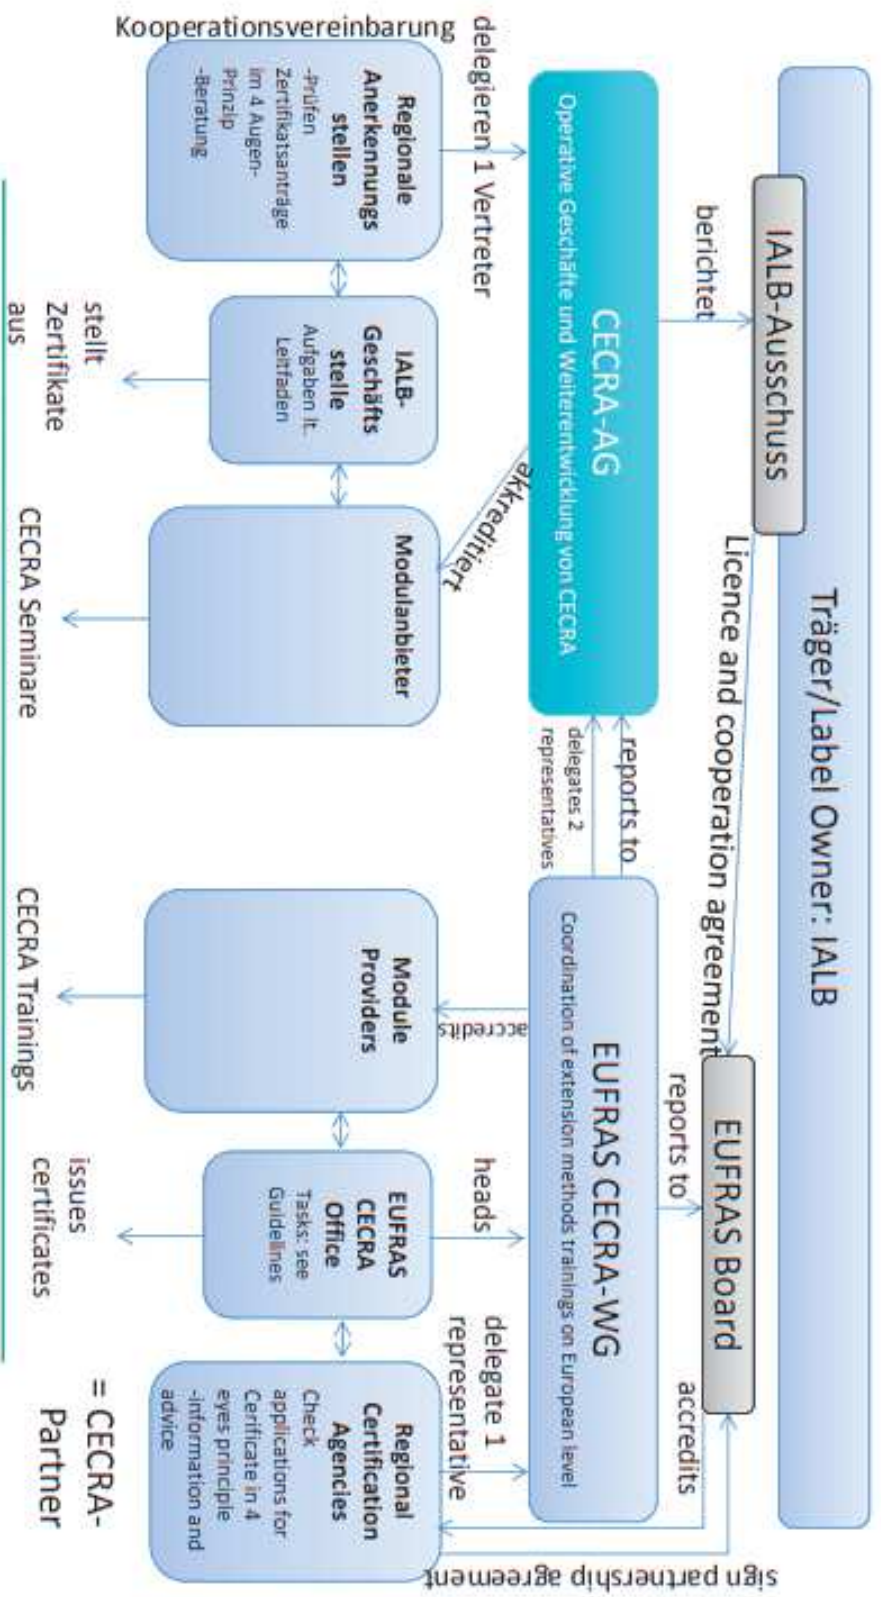 Träger/Label Owner: IALB
IALB-Ausschuss
Licence and cooperation agreement
EUFRAS Board
berichtet
reports to
accredits
sign partnership agreement
CECRA-AG
Operative Geschäfte und Weiterentwicklung von CECRA
reports to
delegates 2
representatives
EUFRAS CECRA-WG
Coordination of extension methods trainings on European level
delegieren 1 Vertreter
akkreditiert
accredits
heads
delegate 1
representative
Kooperationsvereinbarung
Regionale
Anerkennungs
stellen
-Prüfen
Zertifikatsanträge
im 4 Augen-
Prinzip
-Beratung
IALB-
Geschäfts
stelle
Aufgaben lt.
Leitfaden
Modulanbieter
Module
Providers
EUFRAS
CECRA
Office
Tasks: see
Guidelines
Regional
Certification
Agencies
Check
applications for
Cerificate in 4
eyes principle
-information and
advice
stellt
Zertifikate
aus
CECRA Seminare
CECRA Trainings
issues
certificates
= CECRA-
Partner